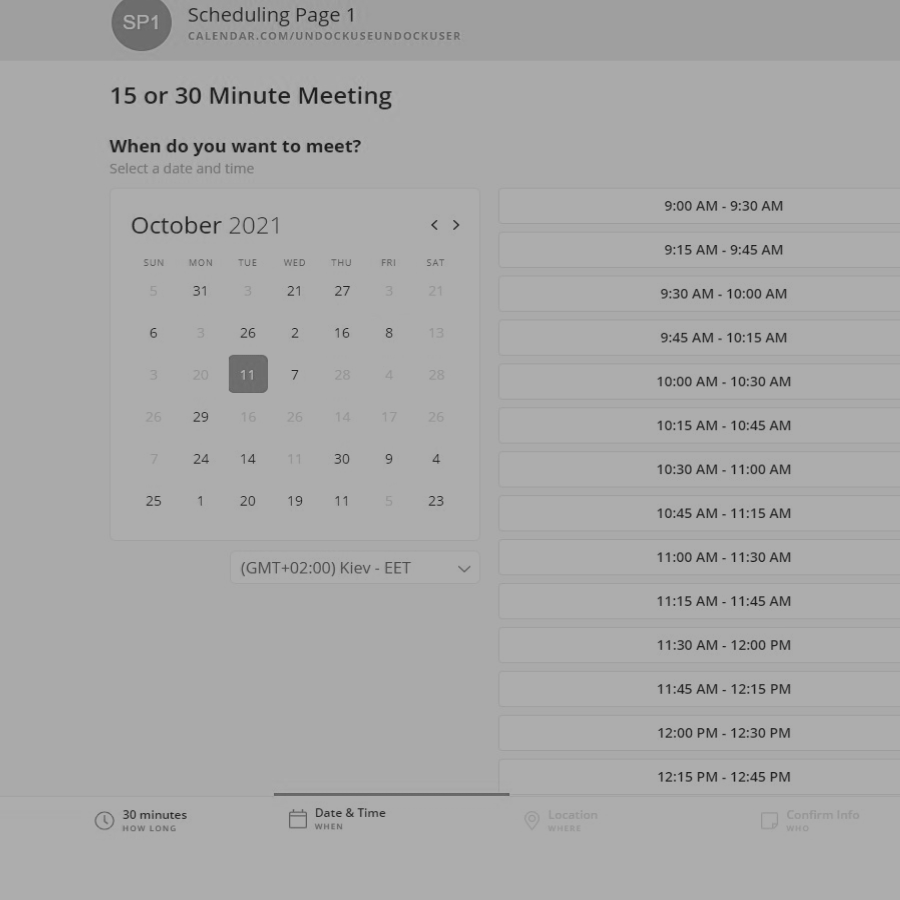 SP1
Scheduling Page 1
CALENDAR.COM/UNDOCKUSEUNDOCKUSER
15 or 30 Minute Meeting
When do you want to meet?
Select a date and time
October 2021
SUN MON TUE WED THU FRI SAT
5 31 3 21 27 3 21
6 3 26 2 16 8 13
3 20 11 7 28 4 28
26 29 16 26 14 17 26
7 24 14 11 30 9 4
25 1 20 19 11 5 23
(GMT+02:00) Kiev - EET
9:00 AM - 9:30 AM
9:15 AM - 9:45 AM
9:30 AM - 10:00 AM
9:45 AM - 10:15 AM
10:00 AM - 10:30 AM
10:15 AM - 10:45 AM
10:30 AM - 11:00 AM
10:45 AM - 11:15 AM
11:00 AM - 11:30 AM
11:15 AM - 11:45 AM
11:30 AM - 12:00 PM
11:45 AM - 12:15 PM
12:00 PM - 12:30 PM
12:15 PM - 12:45 PM
30 minutes
HOW LONG
Date & Time
WHEN
Location
WHERE
Confirm Info
WHO